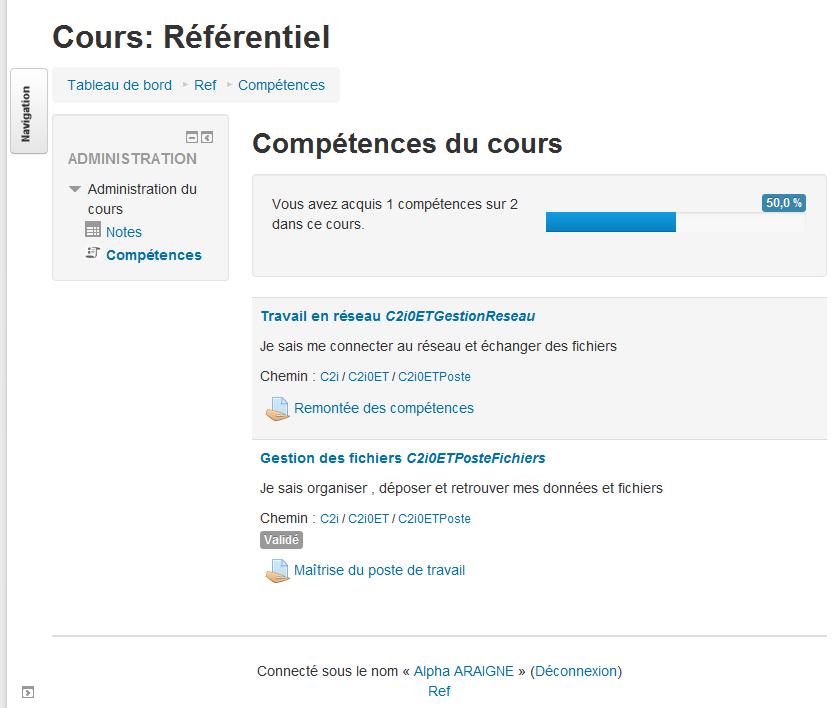 Cours: Référentiel
Navigation
Tableau de bord Ref Compétences
ADMINISTRATION
Administration du
cours
Notes
Compétences
Compétences du cours
Vous avez acquis 1 compétences sur 2
dans ce cours.
50,0 %
Travail en réseau C2i0ETGestionReseau
Je sais me connecter au réseau et échanger des fichiers
Chemin : C2i / C2i0ET / C2i0ETPoste
Remontée des compétences
Gestion des fichiers C2i0ETPosteFichiers
Je sais organiser , déposer et retrouver mes données et fichiers
Chemin : C2i / C2i0ET / C2i0ETPoste
Validé
Maîtrise du poste de travail
Connecté sous le nom « Alpha ARAIGNE » (Déconnexion)
Ref